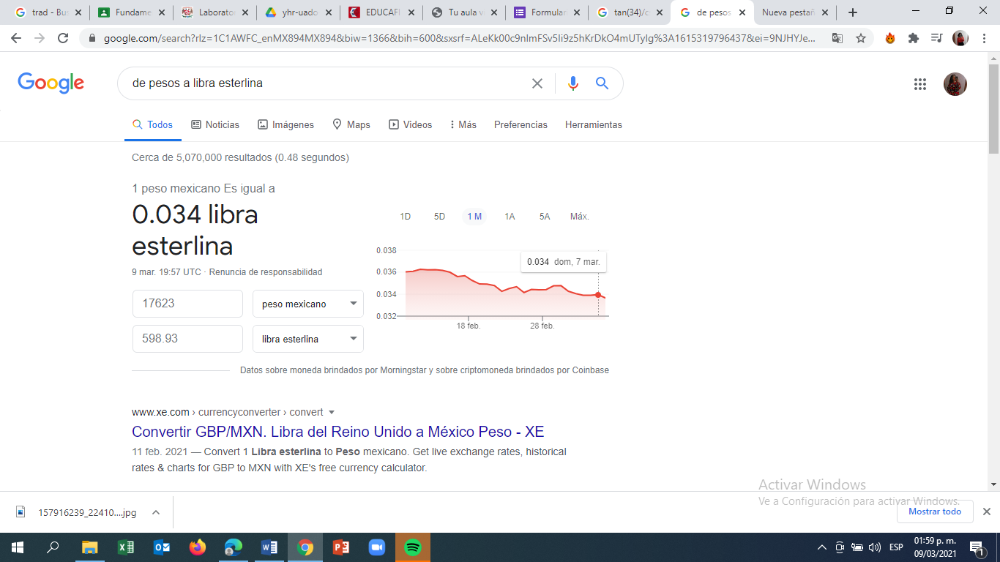 trad - Bus
Fundame
Laborator
yhr-uado
EDUCAFI
Tu aula v
Formular
tan(34)/c
de pesos
Nueva pestañ
google.com/search?rlz=1C1AWFC_enMX894MX894&biw=1366&bih=600&sxsrf=ALeKk00c9nImFSv5Ii9z5hKrDkO4mUTyIg%3A1615319796437&ei=9NJHYJe...
Google
de pesos a libra esterlina
Todos
Noticias
Imágenes
Maps
Videos
Más
Preferencias
Herramientas
Cerca de 5,070,000 resultados (0.48 segundos)
1 peso mexicano Es igual a
0.034 libra
esterlina
9 mar. 19:57 UTC · Renuncia de responsabilidad
17623
peso mexicano
598.93
libra esterlina
1D
5D
1 M
1A
5A
Máx.
0.038
0.036
0.034
0.032
0.034 dom, 7 mar.
18 feb.
28 feb.
Datos sobre moneda brindados por Morningstar y sobre criptomoneda brindados por Coinbase
www.xe.com › currencyconverter › convert
Convertir GBP/MXN. Libra del Reino Unido a México Peso - XE
11 feb. 2021 — Convert 1 Libra esterlina to Peso mexicano. Get live exchange rates, historical
rates & charts for GBP to MXN with XE's free currency calculator.
Activar Windows
Ve a Configuración para activar Windows.
157916239_22410....jpg
Mostrar todo
ESP
01:59 p. m.
09/03/2021
1